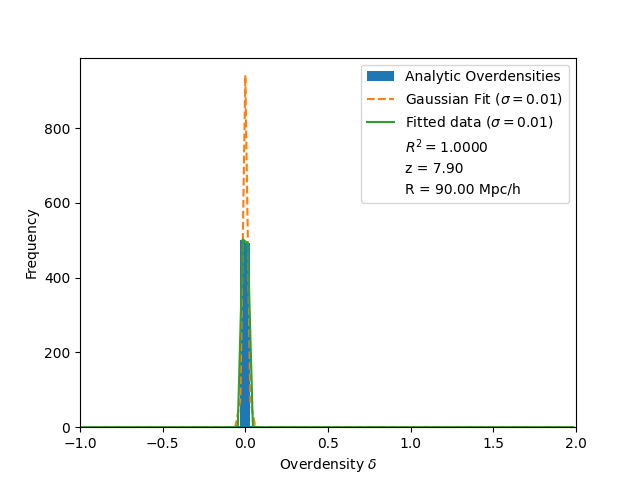 Analytic Overdensities
Gaussian Fit (σ = 0.01)
Fitted data (σ = 0.01)
R² = 1.0000
z = 7.90
R = 90.00 Mpc/h
800
600
400
200
0
Frequency
−1.0 −0.5 0.0 0.5 1.0 1.5 2.0
Overdensity δ